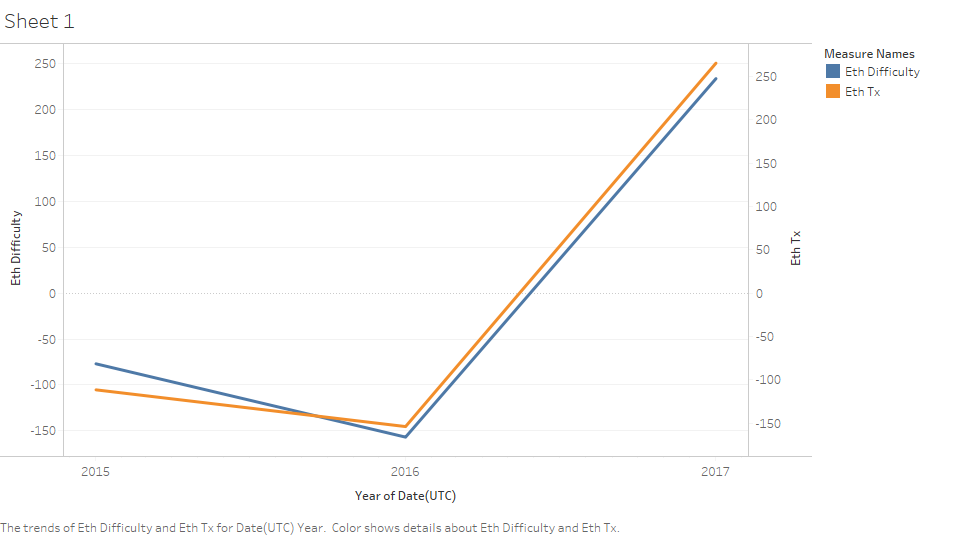 Sheet 1
Measure Names
Eth Difficulty
Eth Tx
250
200
150
100
50
0
-50
-100
-150
Eth Difficulty
250
200
150
100
50
0
-50
-100
-150
Eth Tx
2015 2016 2017
Year of Date(UTC)
The trends of Eth Difficulty and Eth Tx for Date(UTC) Year.  Color shows details about Eth Difficulty and Eth Tx.